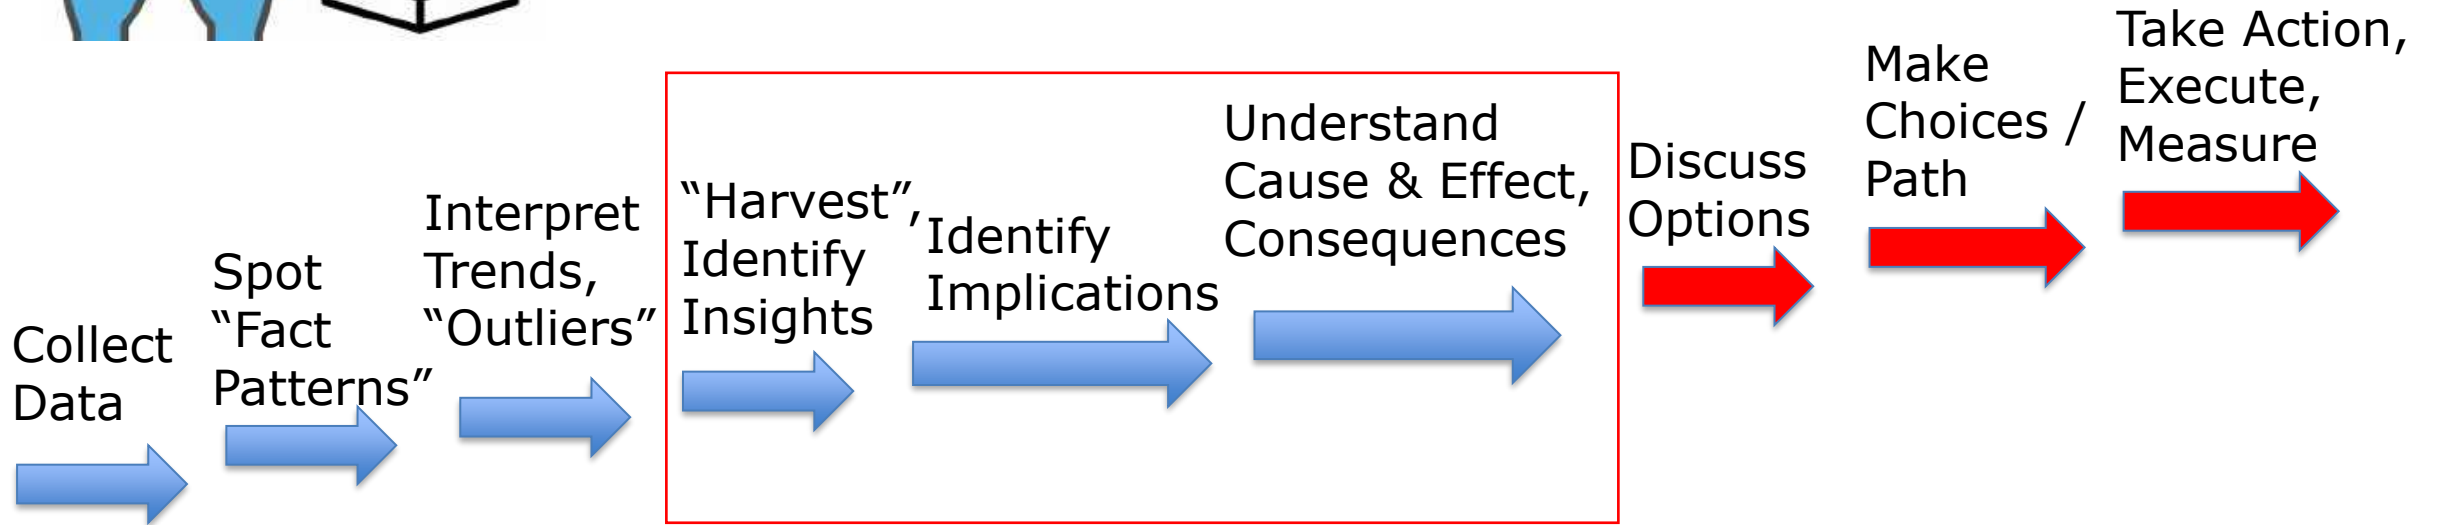 Collect
Data
Spot
“Fact
Patterns”
Interpret
Trends,
“Outliers”
“Harvest”,
Identify
Insights
Identify
Implications
Understand
Cause & Effect,
Consequences
Discuss
Options
Make
Choices /
Path
Take Action,
Execute,
Measure